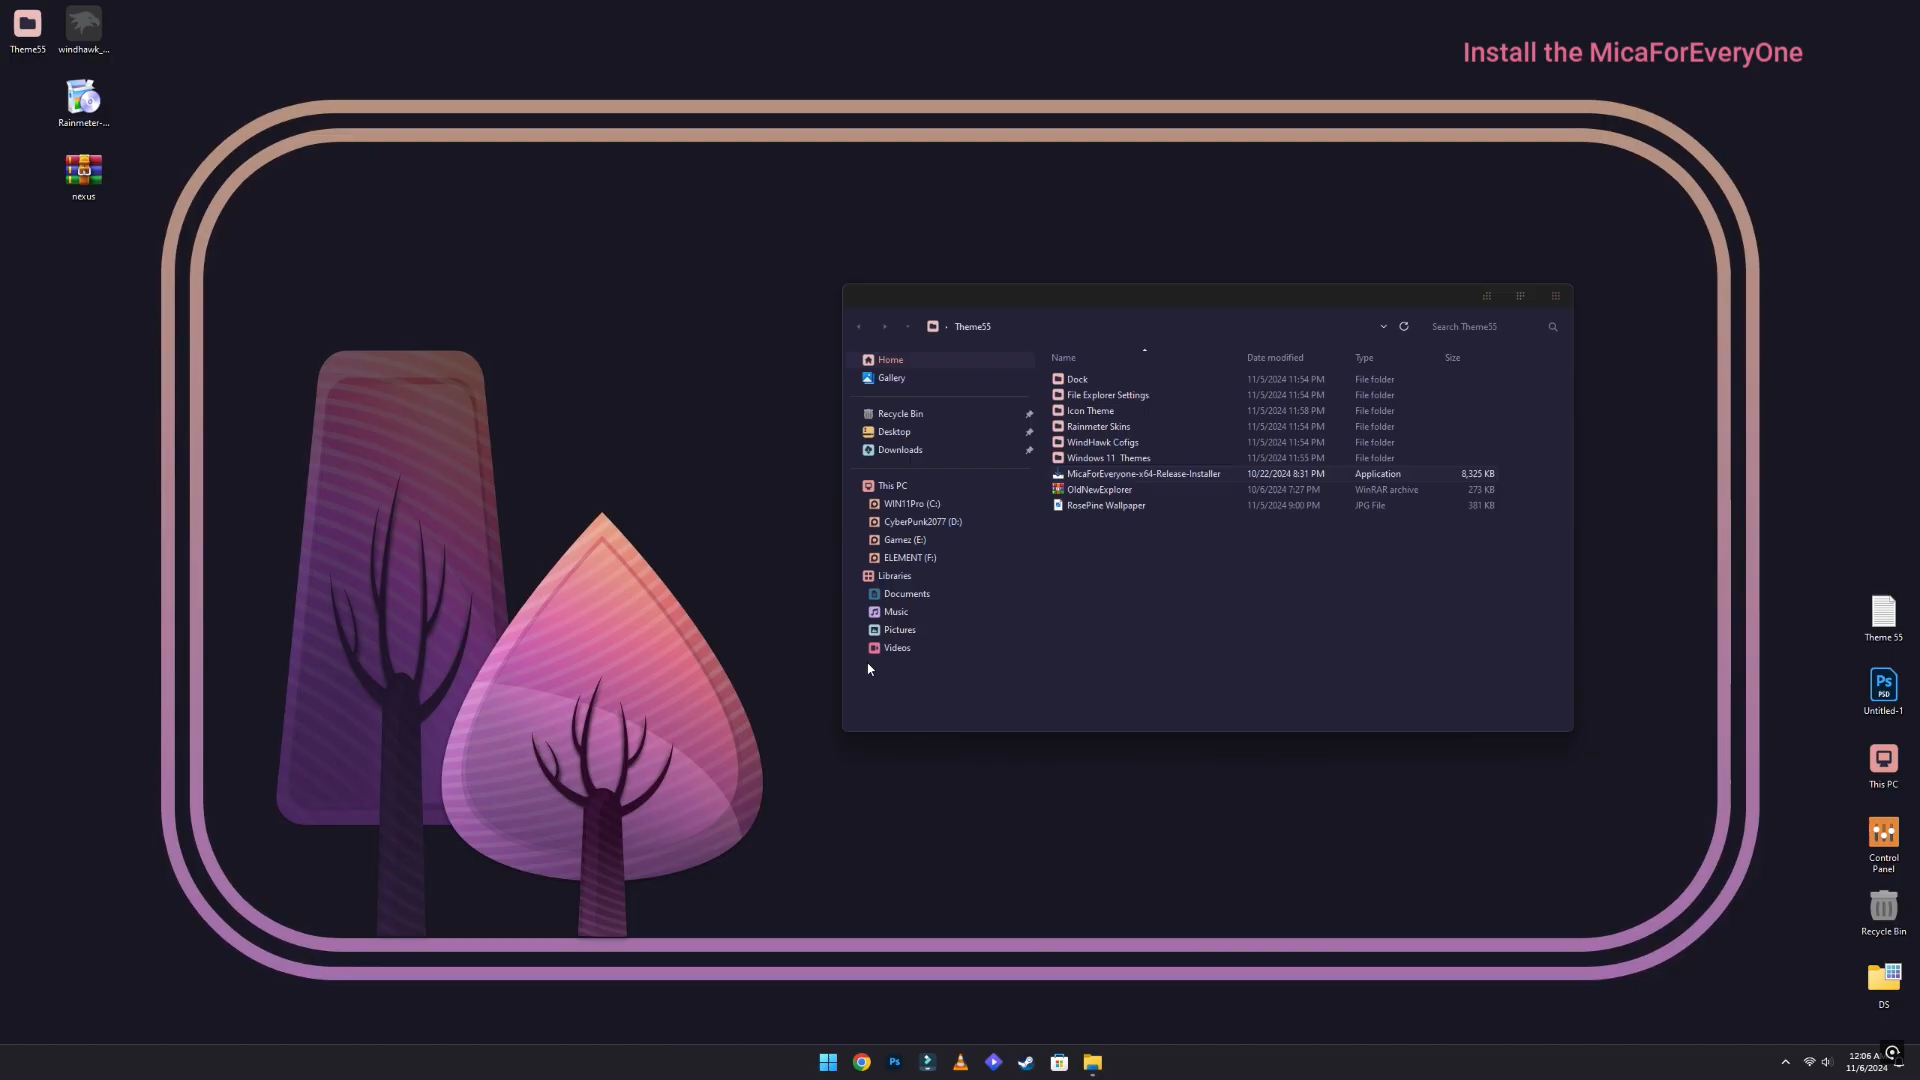 Theme55
windhawk_...
Rainmeter-...
nexus
Install the MicaForEveryOne
Theme55
Search Theme55
Home
Gallery
Recycle Bin
Desktop
Downloads
This PC
WIN11Pro (C:)
CyberPunk2077 (D:)
Gamez (E:)
ELEMENT (F:)
Libraries
Documents
Music
Pictures
Videos
Name Date modified Type Size
Dock 11/5/2024 11:54 PM File folder
File Explorer Settings 11/5/2024 11:54 PM File folder
Icon Theme 11/5/2024 11:58 PM File folder
Rainmeter Skins 11/5/2024 11:54 PM File folder
WindHawk Cofigs 11/5/2024 11:54 PM File folder
Windows 11 Themes 11/5/2024 11:55 PM File folder
MicaForEveryone-x64-Release-Installer 10/22/2024 8:31 PM Application 8,325 KB
OldNewExplorer 10/6/2024 7:27 PM WinRAR archive 273 KB
RosePine Wallpaper 11/5/2024 9:00 PM JPG File 381 KB
Theme 55
Ps
PSD
Untitled-1
This PC
Control
Panel
Recycle Bin
DS
Ps
12:06 A
11/6/2024